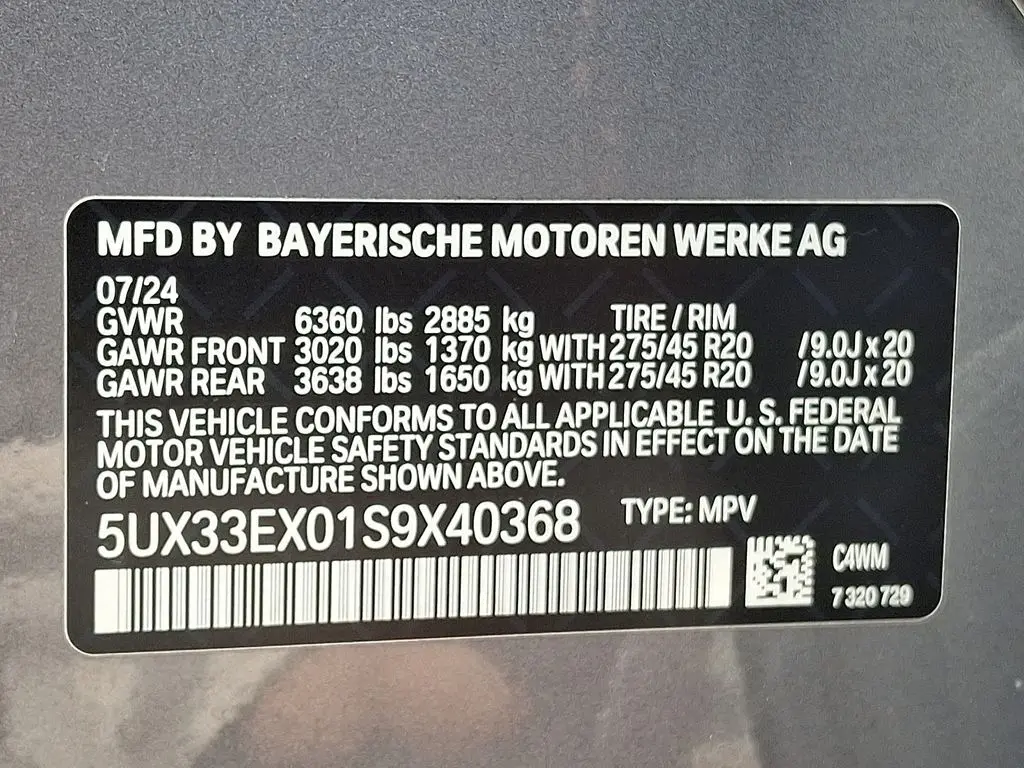 MFD BY BAYERISCHE MOTOREN WERKE AG
07/24
GVWR 6360 lbs 2885 kg TIRE / RIM
GAWR FRONT 3020 lbs 1370 kg WITH 275/45 R20 /9.0J x 20
GAWR REAR 3638 lbs 1650 kg WITH 275/45 R20 /9.0J x 20
THIS VEHICLE CONFORMS TO ALL APPLICABLE U. S. FEDERAL
MOTOR VEHICLE SAFETY STANDARDS IN EFFECT ON THE DATE
OF MANUFACTURE SHOWN ABOVE.
5UX33EX01S9X40368 TYPE: MPV
C4WM
7 320 729